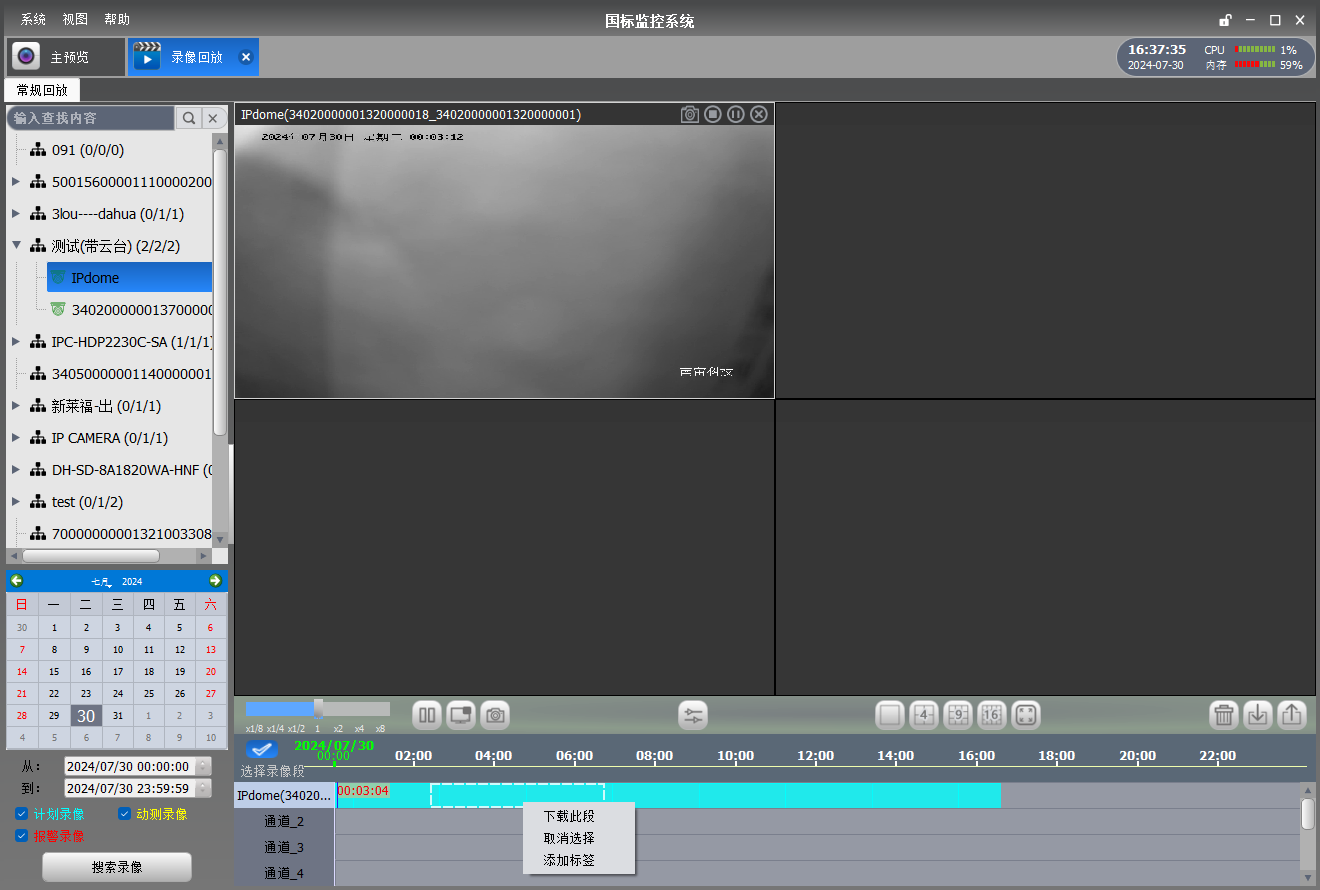 系统 视图 帮助
国标监控系统
主预览
录像回放
16:37:35 CPU 1%
2024-07-30 内存 59%
常规回放
输入查找内容
091 (0/0/0)
50015600001110000200
3lou----dahua (0/1/1)
测试(带云台) (2/2/2)
IPdome
340200000013700000
IPC-HDP2230C-SA (1/1/1)
34050000001140000001
新莱福-出 (0/1/1)
IP CAMERA (0/1/1)
DH-SD-8A1820WA-HNF (0
test (0/1/2)
70000000001321003308
IPdome(34020000001320000018_34020000001320000001)
2024年 07月30日 星期二 00:03:12
七月, 2024
日 一 二 三 四 五 六
30 1 2 3 4 5 6
7 8 9 10 11 12 13
14 15 16 17 18 19 20
21 22 23 24 25 26 27
28 29 30 31 1 2 3
4 5 6 7 8 9 10
从: 2024/07/30 00:00:00
到: 2024/07/30 23:59:59
计划录像 动测录像
报警录像
搜索录像
x1/8 x1/4 x1/2 1 x2 x4 x8
4 9 16
2024/07/30
选择录像段
00:00 02:00 04:00 06:00 08:00 10:00 12:00 14:00 16:00 18:00 20:00 22:00
IPdome(34020...
00:03:04
通道_2
通道_3
通道_4
下载此段
取消选择
添加标签